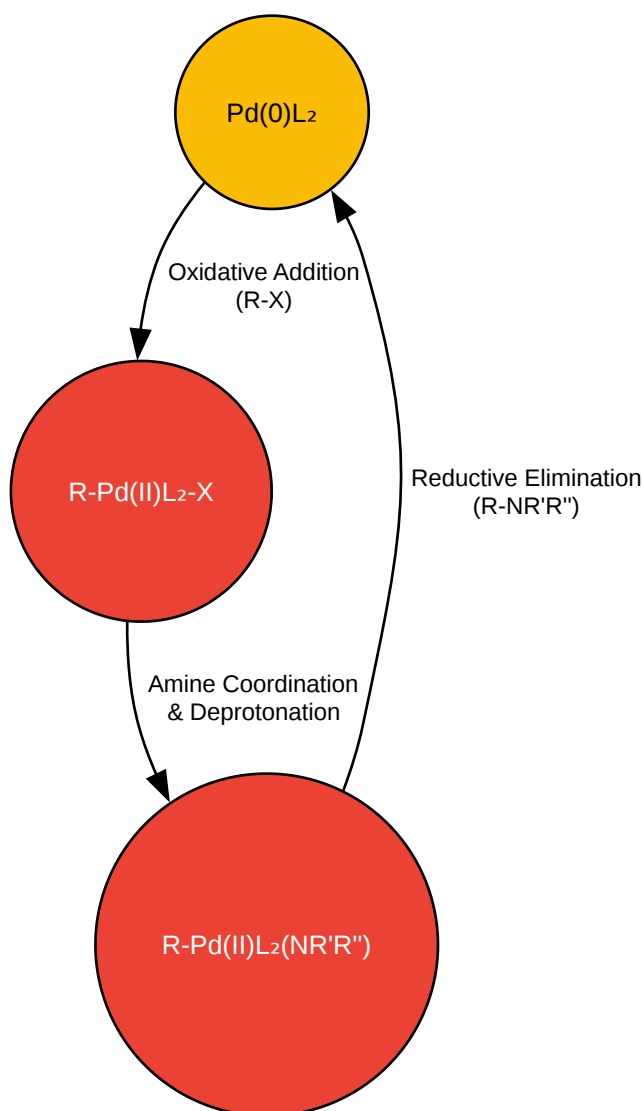 Pd(0)L₂
Oxidative Addition
(R-X)
R-Pd(II)L₂-X
Reductive Elimination
(R-NR'R")
Amine Coordination
& Deprotonation
R-Pd(II)L₂(NR'R")